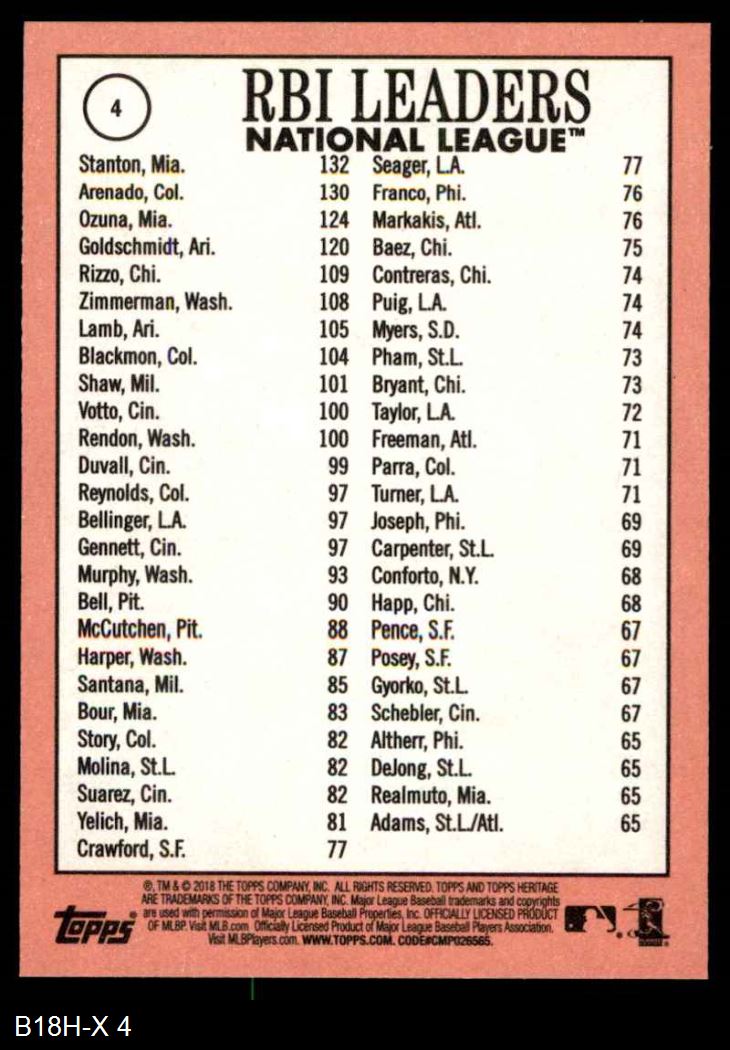 4
RBI LEADERS
NATIONAL LEAGUE™
Stanton, Mia. 132
Arenado, Col. 130
Ozuna, Mia. 124
Goldschmidt, Ari. 120
Rizzo, Chi. 109
Zimmerman, Wash. 108
Lamb, Ari. 105
Blackmon, Col. 104
Shaw, Mil. 101
Votto, Cin. 100
Rendon, Wash. 100
Duvall, Cin. 99
Reynolds, Col. 97
Bellinger, L.A. 97
Gennett, Cin. 97
Murphy, Wash. 93
Bell, Pit. 90
McCutchen, Pit. 88
Harper, Wash. 87
Santana, Mil. 85
Bour, Mia. 83
Story, Col. 82
Molina, St.L. 82
Suarez, Cin. 82
Yelich, Mia. 81
Crawford, S.F. 77
Seager, L.A. 77
Franco, Phi. 76
Markakis, Atl. 76
Baez, Chi. 75
Contreras, Chi. 74
Puig, L.A. 74
Myers, S.D. 74
Pham, St.L. 73
Bryant, Chi. 73
Taylor, L.A. 72
Freeman, Atl. 71
Parra, Col. 71
Turner, L.A. 71
Joseph, Phi. 69
Carpenter, St.L. 69
Conforto, N.Y. 68
Happ, Chi. 68
Pence, S.F. 67
Posey, S.F. 67
Gyorko, St.L. 67
Schebler, Cin. 67
Altherr, Phi. 65
DeJong, St.L. 65
Realmuto, Mia. 65
Adams, St.L./Atl. 65
®, TM & © 2018 THE TOPPS COMPANY, INC. ALL RIGHTS RESERVED. TOPPS AND TOPPS HERITAGE
ARE TRADEMARKS OF THE TOPPS COMPANY, INC. Major League Baseball trademarks and copyrights
are used with permission of Major League Baseball Properties, Inc. OFFICIALLY LICENSED PRODUCT
OF MLBP. Visit MLB.com Officially Licensed Product of Major League Baseball Players Association.
Visit MLBPlayers.com. WWW.TOPPS.COM. CODE#CMP026565.
topps
B18H-X 4